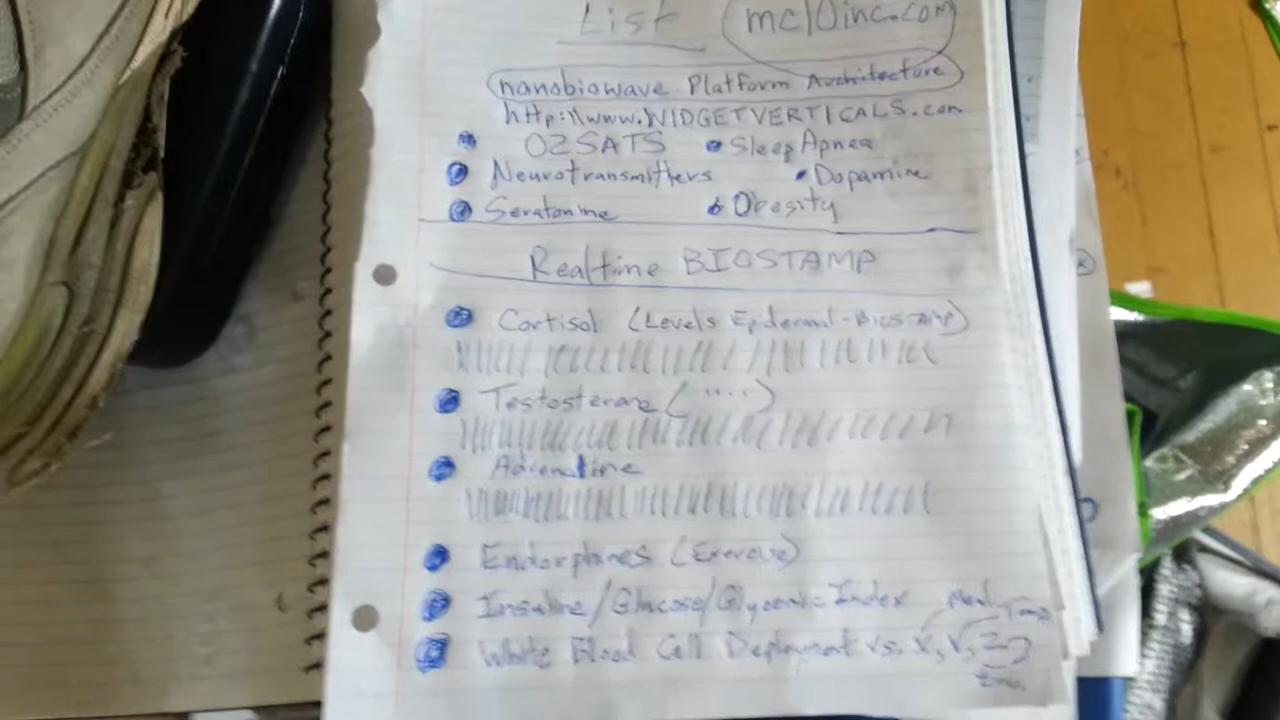 List mc10inc.com
nanobiowave Platform Architecture
http:\\www.WIDGETVERTICALS.com
O2SATS • Sleep Apnea
• Neurotransmitters • Dopamine
• Seratonine • Obesity
Realtime BIOSTAMP
• Cortisol (Levels Epidermal-BIOSTAMP)
• Testosterone (....)
• Adrenaline
• Endorphones (Exercise)
• Insuline/Glucose/Glycemic Index
• White Blood Cell Deployment vs. X, Y, Z